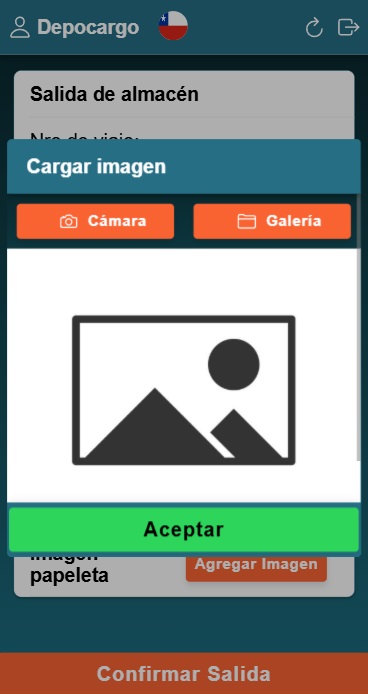 Depocargo
Salida de almacén
Nro de viaje:
Cargar imagen
Cámara
Galería
Aceptar
Imagen
papeleta
Agregar Imagen
Confirmar Salida